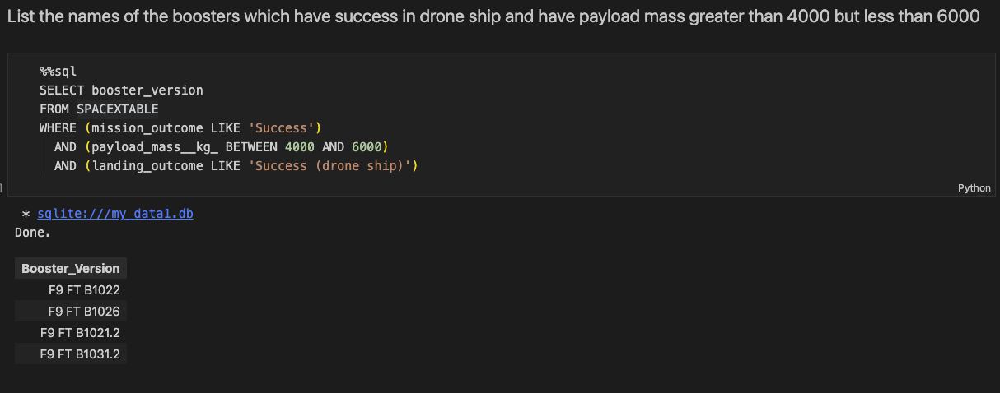 List the names of the boosters which have success in drone ship and have payload mass greater than 4000 but less than 6000
%%sql
SELECT booster_version
FROM SPACEXTABLE
WHERE (mission_outcome LIKE 'Success')
AND (payload_mass__kg_ BETWEEN 4000 AND 6000)
AND (landing_outcome LIKE 'Success (drone ship)')
]
Python
* sqlite:///my_data1.db
Done.
Booster_Version
F9 FT B1022
F9 FT B1026
F9 FT B1021.2
F9 FT B1031.2